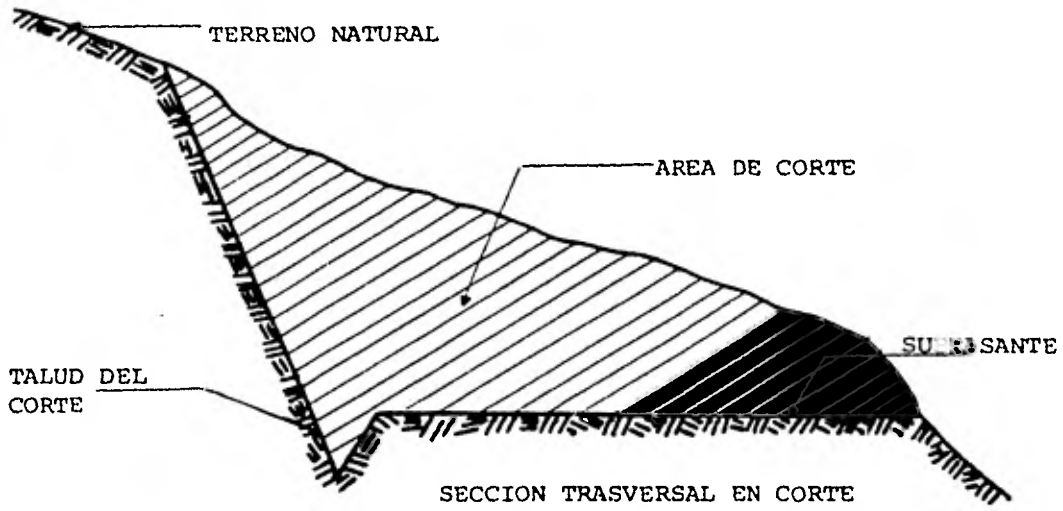 TERRENO NATURAL
AREA DE CORTE
TALUD DEL
CORTE
SECCION TRASVERSAL EN CORTE